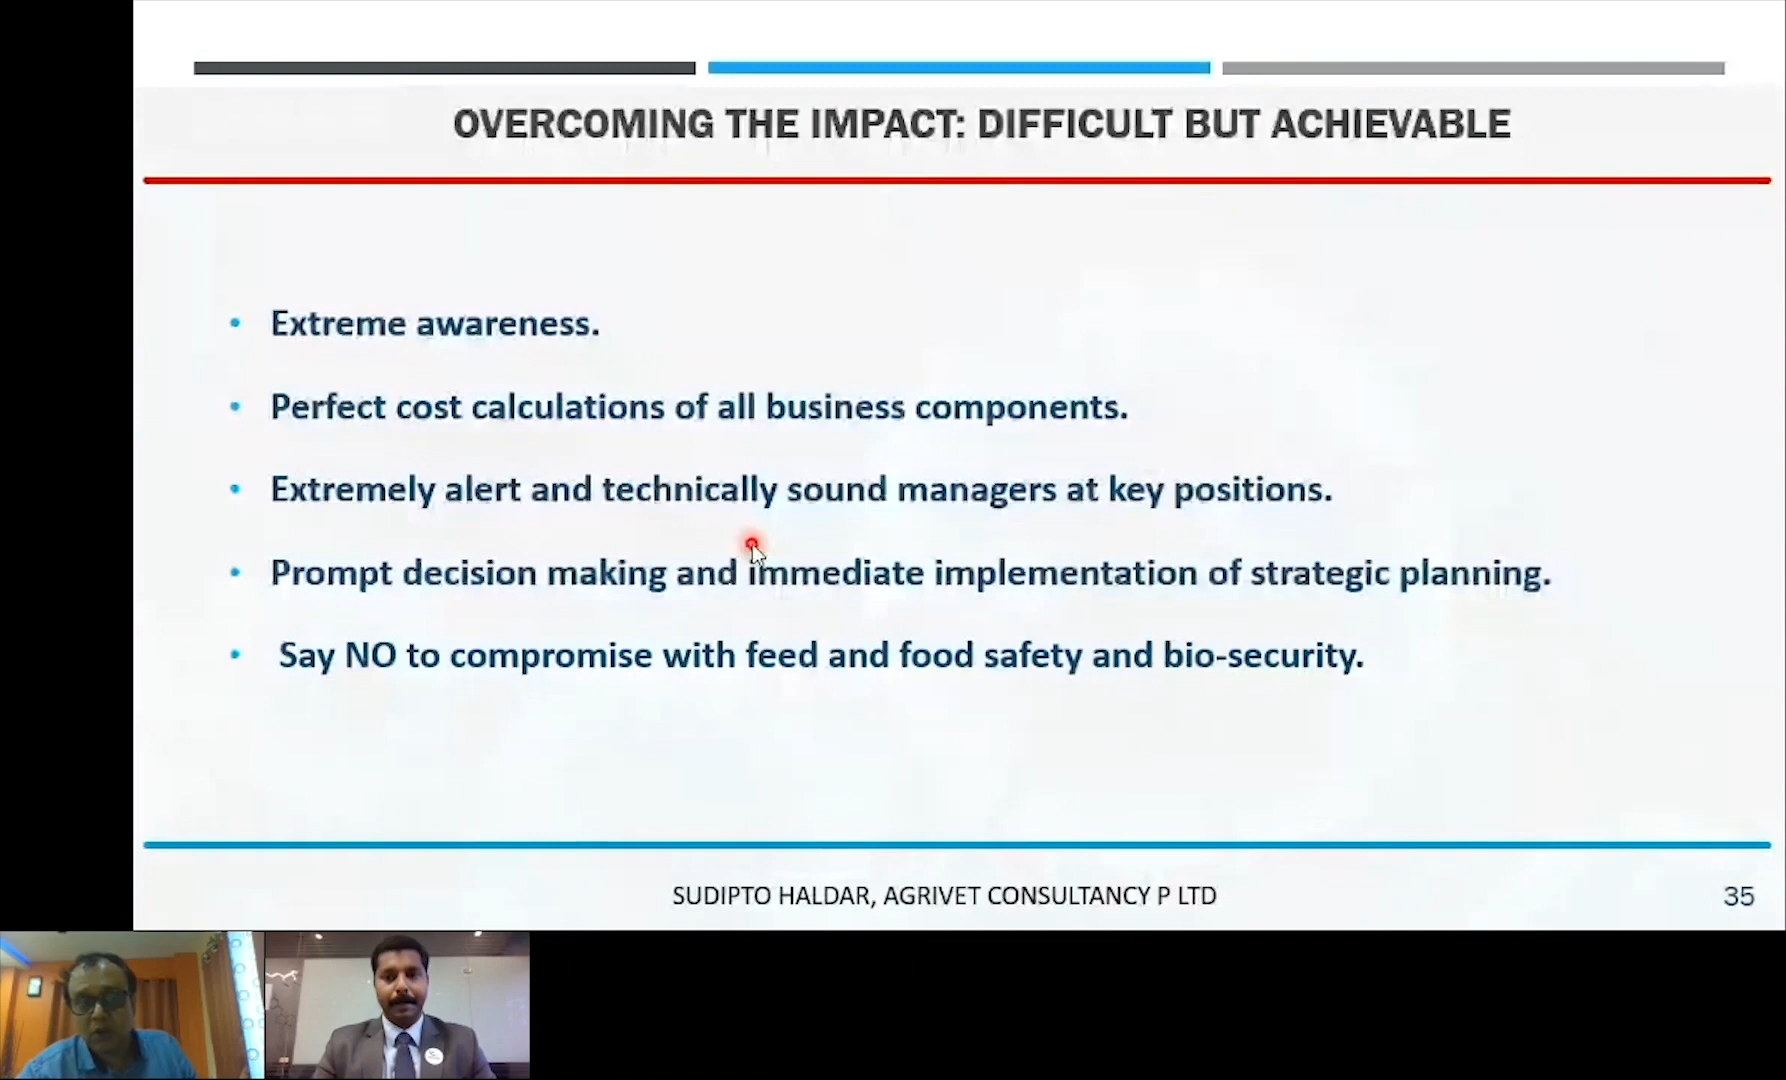 OVERCOMING THE IMPACT: DIFFICULT BUT ACHIEVABLE
• Extreme awareness.
• Perfect cost calculations of all business components.
• Extremely alert and technically sound managers at key positions.
• Prompt decision making and immediate implementation of strategic planning.
• Say NO to compromise with feed and food safety and bio-security.
SUDIPTO HALDAR, AGRIVET CONSULTANCY P LTD
35